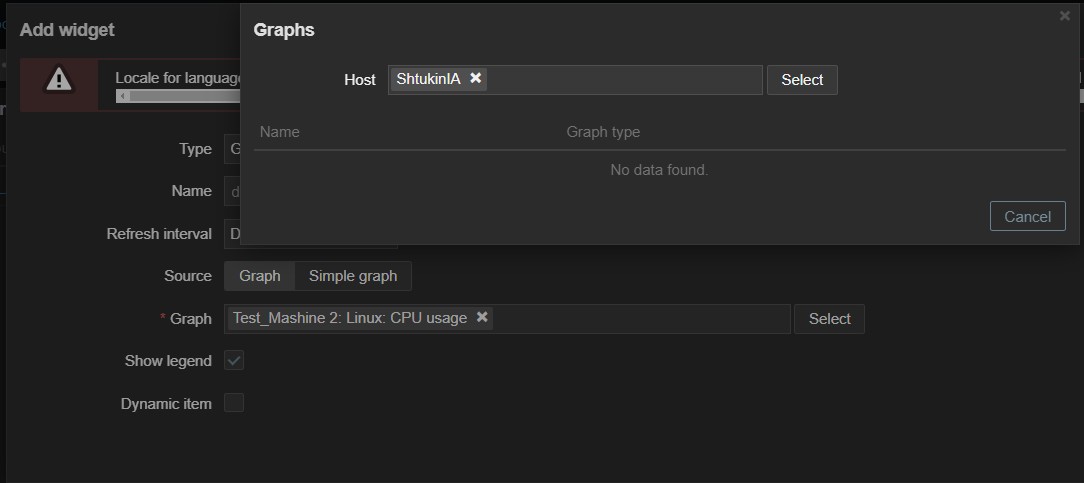 Add widget
Graphs
Locale for language
Host ShtukinIA Select
Name Graph type
No data found.
Cancel
Type G
Name d
Refresh interval D
Source Graph Simple graph
* Graph Test_Mashine 2: Linux: CPU usage Select
Show legend
Dynamic item